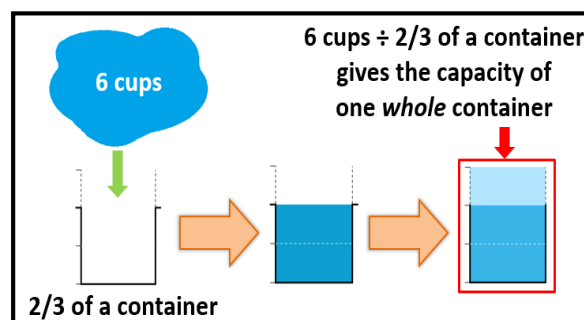 6 cups
6 cups ÷ 2/3 of a container
gives the capacity of
one whole container
2/3 of a container